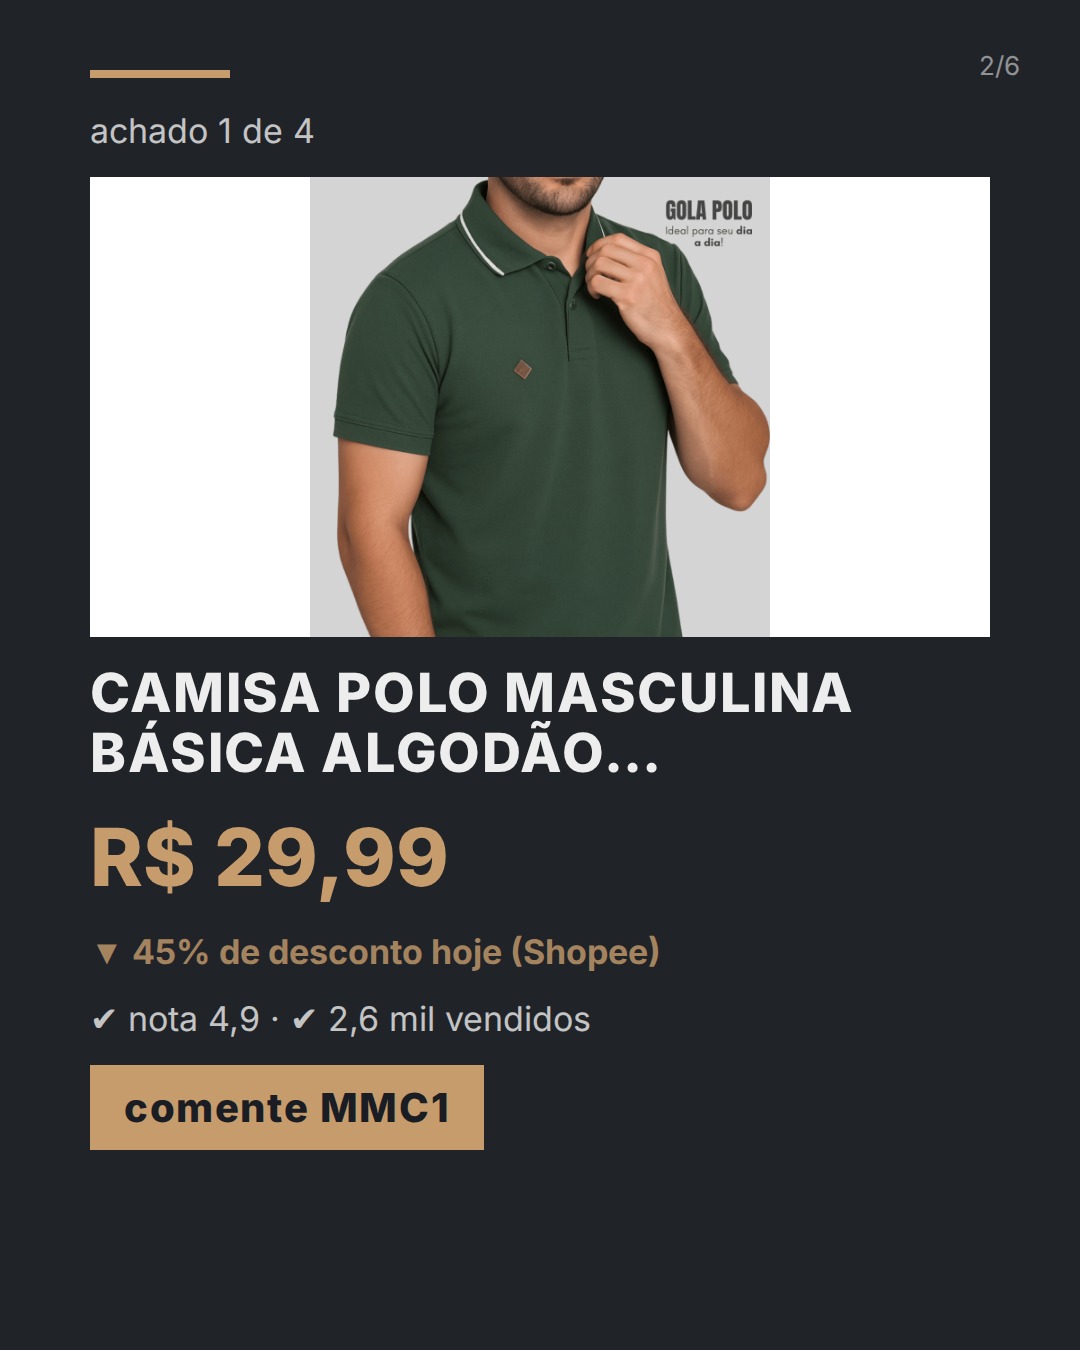 2/6
achado 1 de 4
GOLA POLO
Ideal para seu dia
a dia!
CAMISA POLO MASCULINA
BÁSICA ALGODÃO...
R$ 29,99
▼ 45% de desconto hoje (Shopee)
✔ nota 4,9 · ✔ 2,6 mil vendidos
comente MMC1